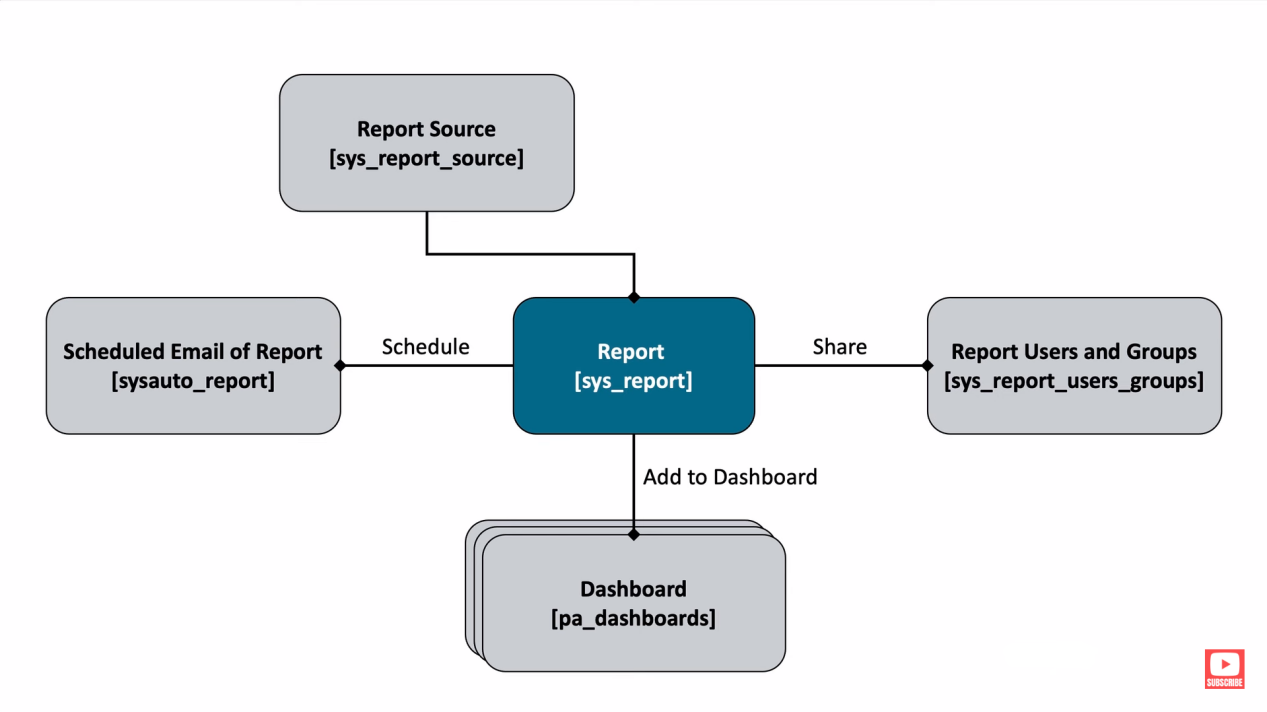 Report Source
[sys_report_source]
Scheduled Email of Report
[sysauto_report]
Schedule
Report
[sys_report]
Share
Report Users and Groups
[sys_report_users_groups]
Add to Dashboard
Dashboard
[pa_dashboards]
SUBSCRIBE